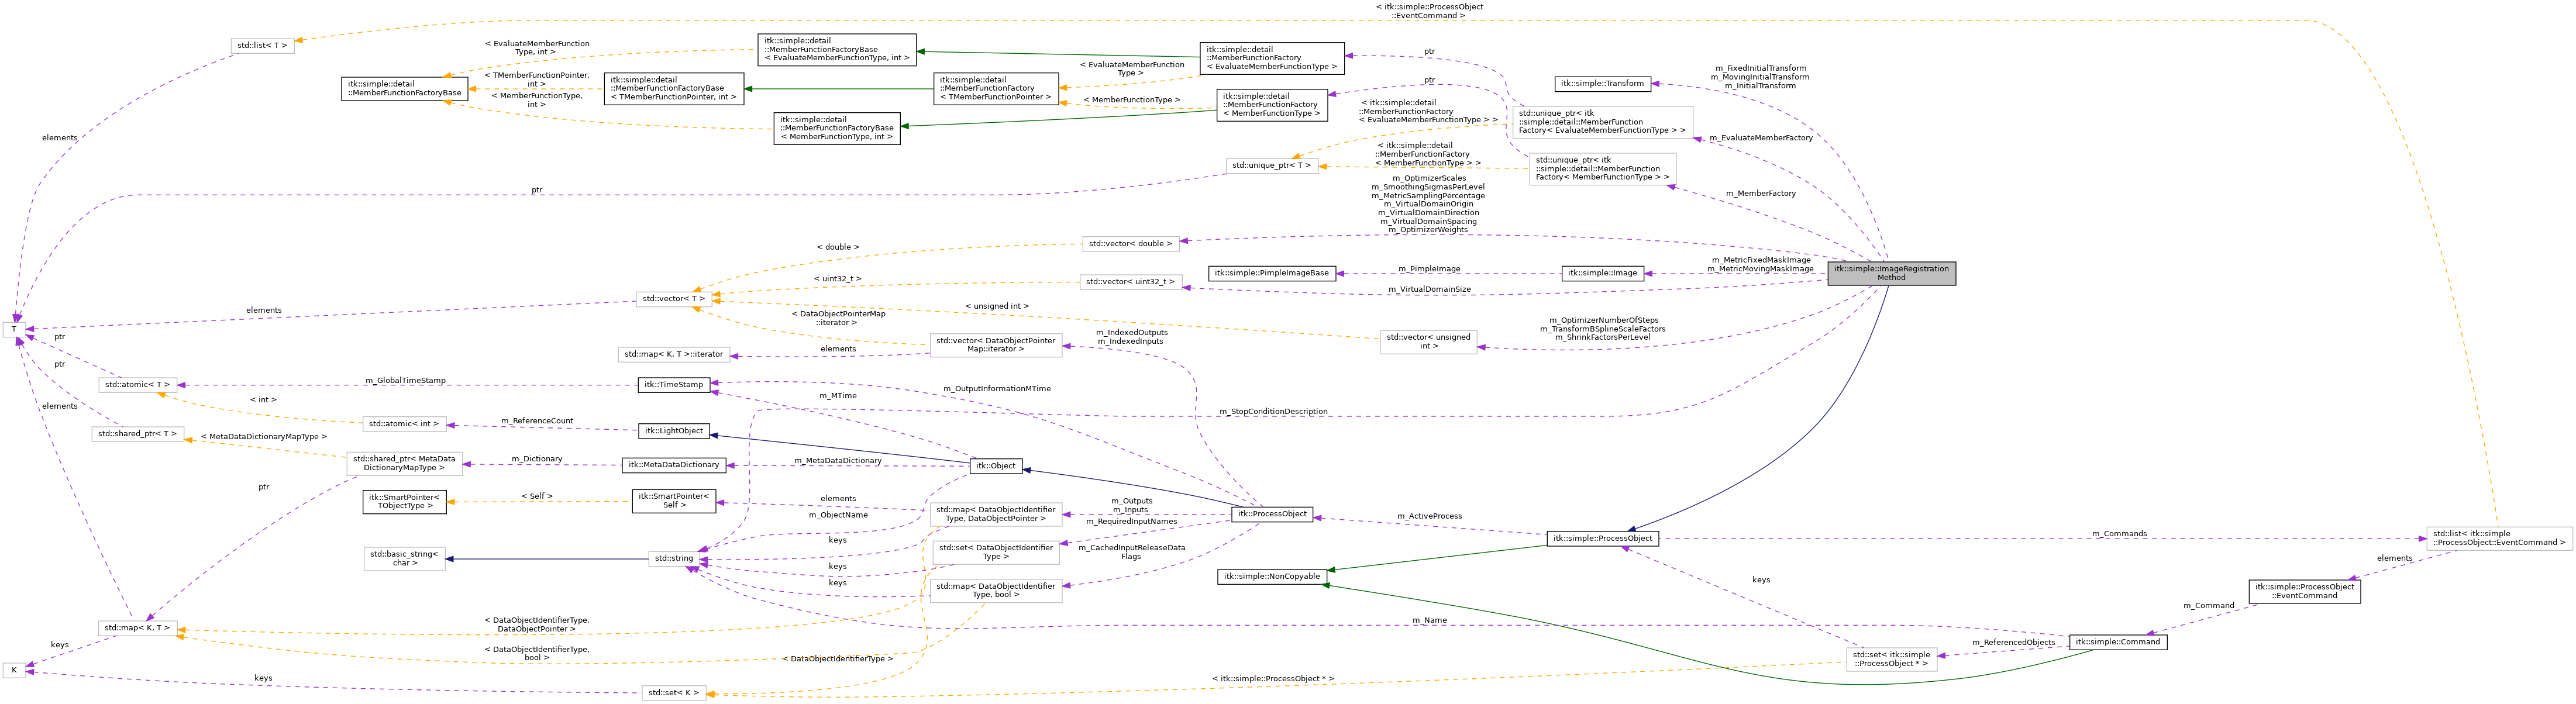 < itk::simple::ProcessObject
::EventCommand >
std::list< T >
elements
< EvaluateMemberFunction
Type, int >
itk::simple::detail
::MemberFunctionFactoryBase
< EvaluateMemberFunctionType, int >
itk::simple::detail
::MemberFunctionFactory
< EvaluateMemberFunctionType >
ptr
itk::simple::detail
::MemberFunctionFactoryBase
< TMemberFunctionPointer,
int >
itk::simple::detail
::MemberFunctionFactoryBase
< TMemberFunctionPointer, int >
itk::simple::detail
::MemberFunctionFactory
< TMemberFunctionPointer >
< EvaluateMemberFunction
Type >
< MemberFunctionType >
itk::simple::detail
::MemberFunctionFactory
< MemberFunctionType >
ptr
< MemberFunctionType,
int >
itk::simple::detail
::MemberFunctionFactoryBase
< MemberFunctionType, int >
itk::simple::Transform
m_FixedInitialTransform
m_MovingInitialTransform
m_InitialTransform
< itk::simple::detail
::MemberFunctionFactory
< EvaluateMemberFunctionType > >
std::unique_ptr< itk
::simple::detail::MemberFunction
Factory< EvaluateMemberFunctionType > >
m_EvaluateMemberFactory
std::unique_ptr< T >
< itk::simple::detail
::MemberFunctionFactory
< MemberFunctionType > >
std::unique_ptr< itk
::simple::detail::MemberFunction
Factory< MemberFunctionType > >
m_MemberFactory
ptr
m_OptimizerScales
m_SmoothingSigmasPerLevel
m_MetricSamplingPercentage
m_VirtualDomainOrigin
m_VirtualDomainDirection
m_VirtualDomainSpacing
m_OptimizerWeights
std::vector< double >
< double >
itk::simple::PimpleImageBase
m_PimpleImage
itk::simple::Image
m_MetricFixedMaskImage
m_MetricMovingMaskImage
itk::simple::ImageRegistration
Method
< uint32_t >
std::vector< uint32_t >
m_VirtualDomainSize
std::vector< T >
elements
< unsigned int >
< DataObjectPointerMap
::iterator >
T
ptr
std::map< K, T >::iterator
elements
std::vector< DataObjectPointer
Map::iterator >
m_IndexedOutputs
m_IndexedInputs
std::vector< unsigned
int >
m_OptimizerNumberOfSteps
m_TransformBSplineScaleFactors
m_ShrinkFactorsPerLevel
ptr
std::atomic< T >
m_GlobalTimeStamp
itk::TimeStamp
m_OutputInformationMTime
m_MTime
elements
< int >
std::atomic< int >
m_ReferenceCount
itk::LightObject
m_StopConditionDescription
std::shared_ptr< T >
< MetaDataDictionaryMapType >
std::shared_ptr< MetaData
DictionaryMapType >
m_Dictionary
itk::MetaDataDictionary
m_MetaDataDictionary
itk::Object
ptr
itk::SmartPointer<
TObjectType >
< Self >
itk::SmartPointer<
Self >
elements
m_ObjectName
std::map< DataObjectIdentifier
Type, DataObjectPointer >
m_Outputs
m_Inputs
itk::ProcessObject
m_ActiveProcess
m_RequiredInputNames
itk::simple::ProcessObject
m_Commands
std::list< itk::simple
::ProcessObject::EventCommand >
std::basic_string<
char >
std::string
keys
std::set< DataObjectIdentifier
Type >
m_CachedInputReleaseData
Flags
keys
elements
keys
std::map< DataObjectIdentifier
Type, bool >
itk::simple::NonCopyable
keys
itk::simple::ProcessObject
::EventCommand
m_Command
std::map< K, T >
< DataObjectIdentifierType,
DataObjectPointer >
m_Name
itk::simple::Command
keys
< DataObjectIdentifierType,
bool >
< DataObjectIdentifierType >
m_ReferencedObjects
std::set< itk::simple
::ProcessObject * >
K
keys
std::set< K >
< itk::simple::ProcessObject * >